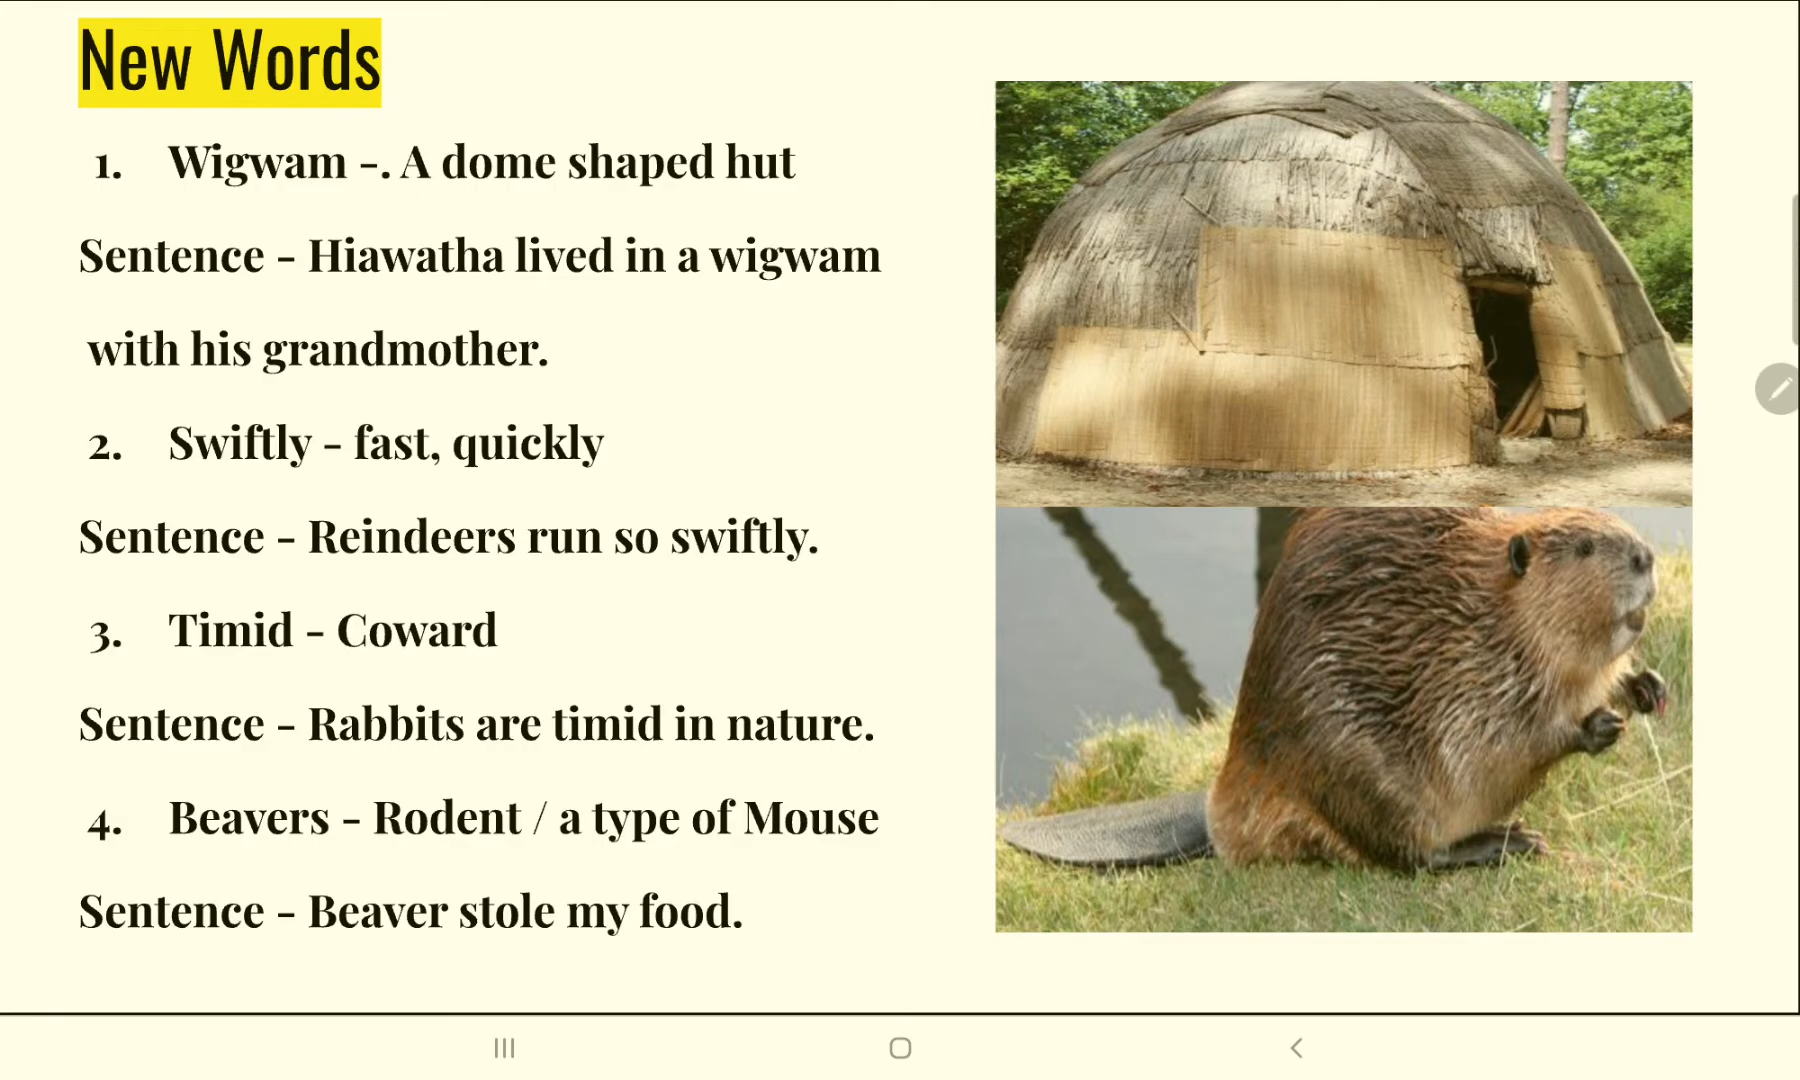 New Words
1. Wigwam -. A dome shaped hut
Sentence - Hiawatha lived in a wigwam
with his grandmother.
2. Swiftly - fast, quickly
Sentence - Reindeers run so swiftly.
3. Timid - Coward
Sentence - Rabbits are timid in nature.
4. Beavers - Rodent / a type of Mouse
Sentence - Beaver stole my food.